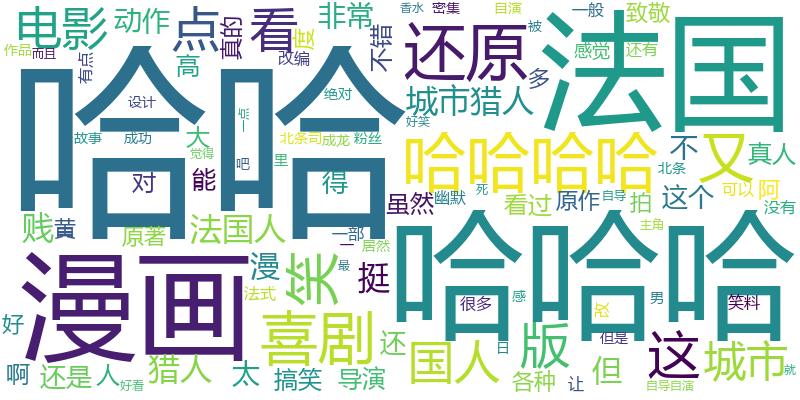 香水 密集 自演 一般
电影 动作 点 真的 看 度 非常 不错 被 致敬
作品 而且 高 改编 还原 多 感觉 还有 法国
有点
哈哈 设计 绝对 城市猎人
故事 成功 大 一点 北条司 成龙 粉丝 好笑
觉得 吧 里 哈哈哈哈 不 又 真人
对 能 得 死 北条
贱 黄 虽然 幽默 看过 原作 自导 拍 这个 可以 阿
原著 法国人 一部 没有
一 居然 主角
漫画 漫 笑 挺 哈哈哈
法式 最 很多 感 改 男 笑料
好 喜剧 还 版 日 但是 这
啊 还是 人 猎人 太 搞笑 导演 国人 各种 让 但 城市 就
好看 自导自演